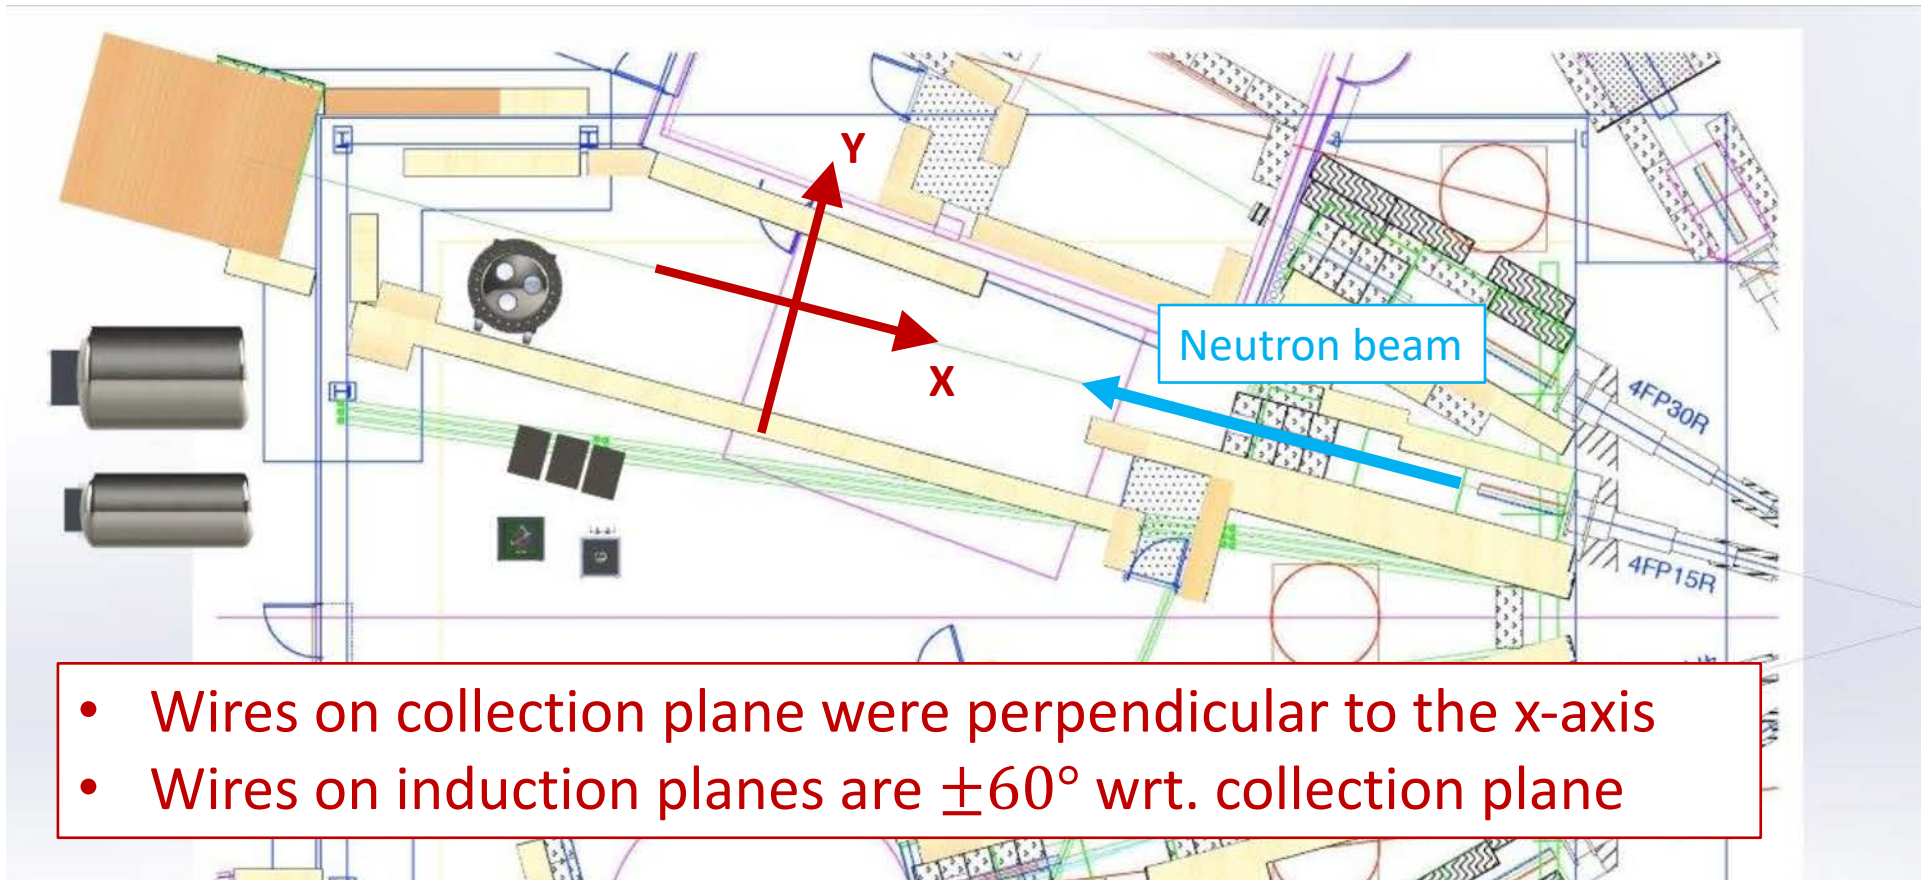 Y
X
Neutron beam
4FP30R
4FP15R
• Wires on collection plane were perpendicular to the x-axis
• Wires on induction planes are ±60° wrt. collection plane